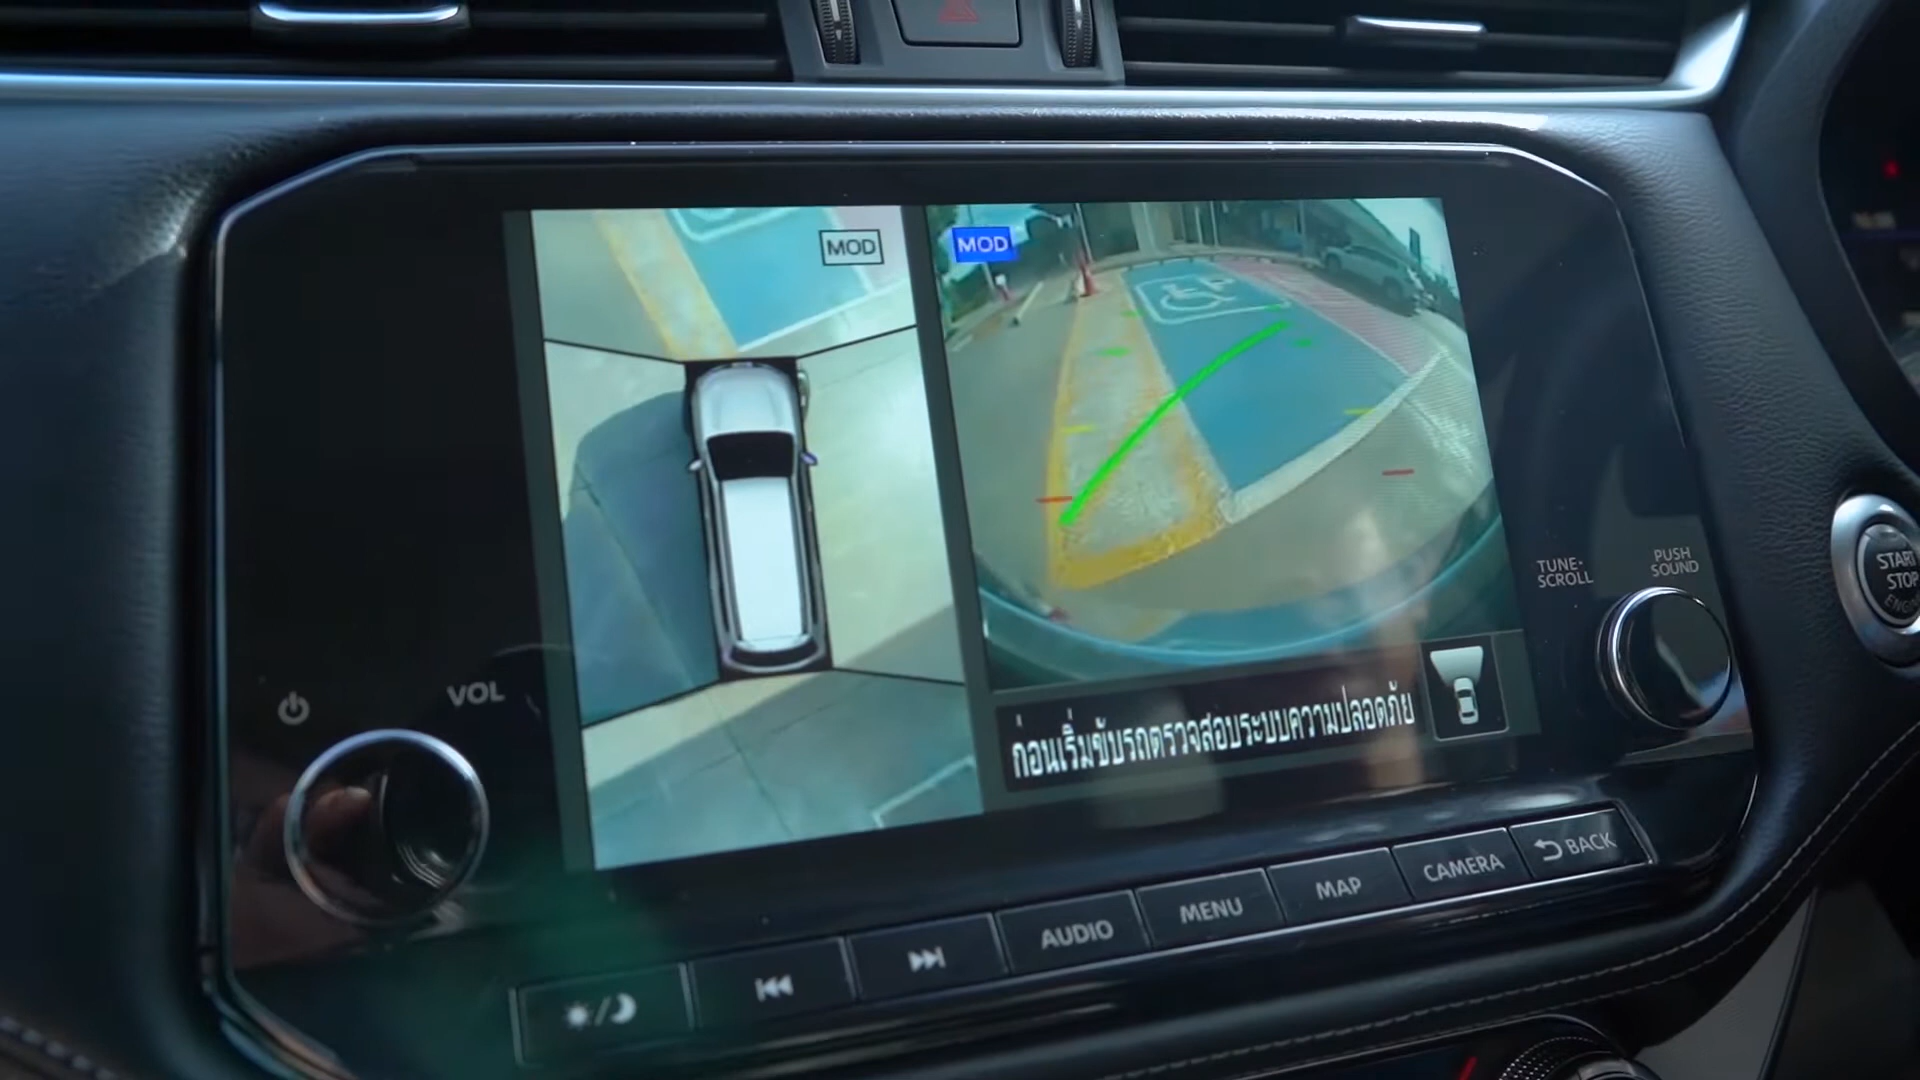 MOD
MOD
TUNE-
SCROLL
PUSH
SOUND
START
STOP
VOL
ก่อนเริ่มขับรถตรวจสอบระบบความปลอดภัย
AUDIO
MENU
MAP
CAMERA
BACK